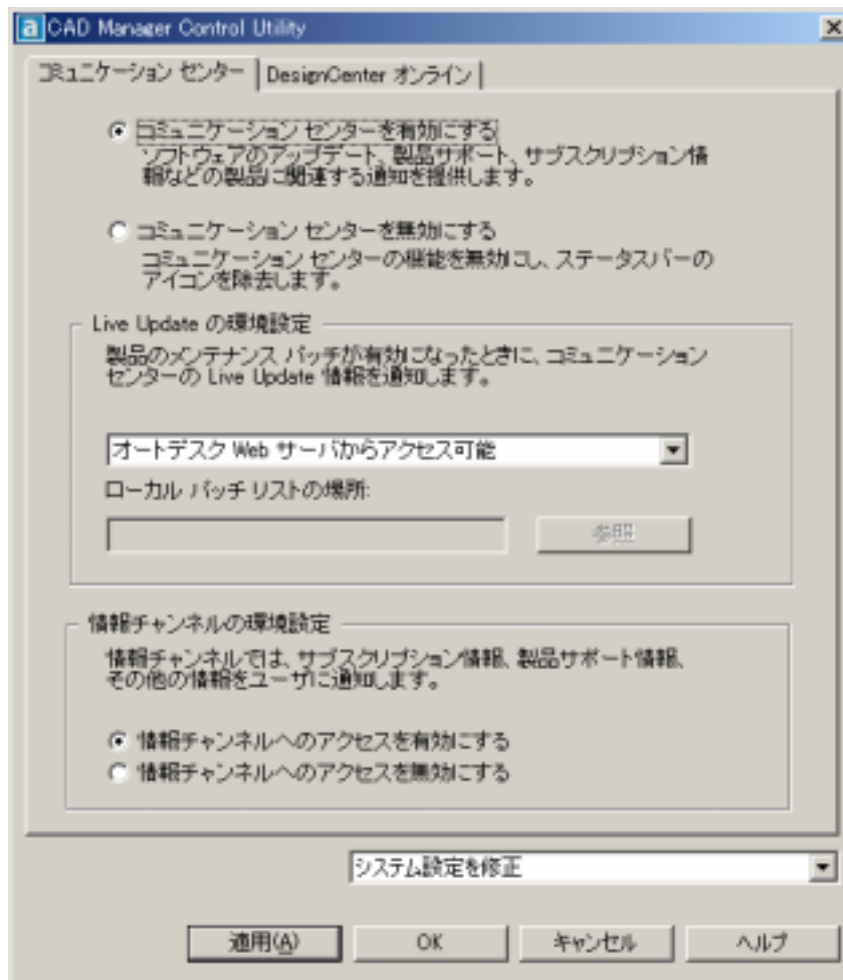 a CAD Manager Control Utility
コミュニケーション センター
DesignCenter オンライン
コミュニケーション センターを有効にする
ソフトウェアのアップデート、製品サポート、サブスクリプション情
報などの製品に関連する通知を提供します。
コミュニケーション センターを無効にする
コミュニケーション センターの機能を無効にし、ステータスバーの
アイコンを除去します。
Live Update の環境設定
製品のメンテナンス パッチが有効になったときに、コミュニケーション
センターの Live Update 情報を通知します。
オートデスク Web サーバからアクセス可能
ローカル パッチ リストの場所:
参照
情報チャンネルの環境設定
情報チャンネルでは、サブスクリプション情報、製品サポート情報、
その他の情報をユーザに通知します。
情報チャンネルへのアクセスを有効にする
情報チャンネルへのアクセスを無効にする
システム設定を修正
適用(A)
OK
キャンセル
ヘルプ